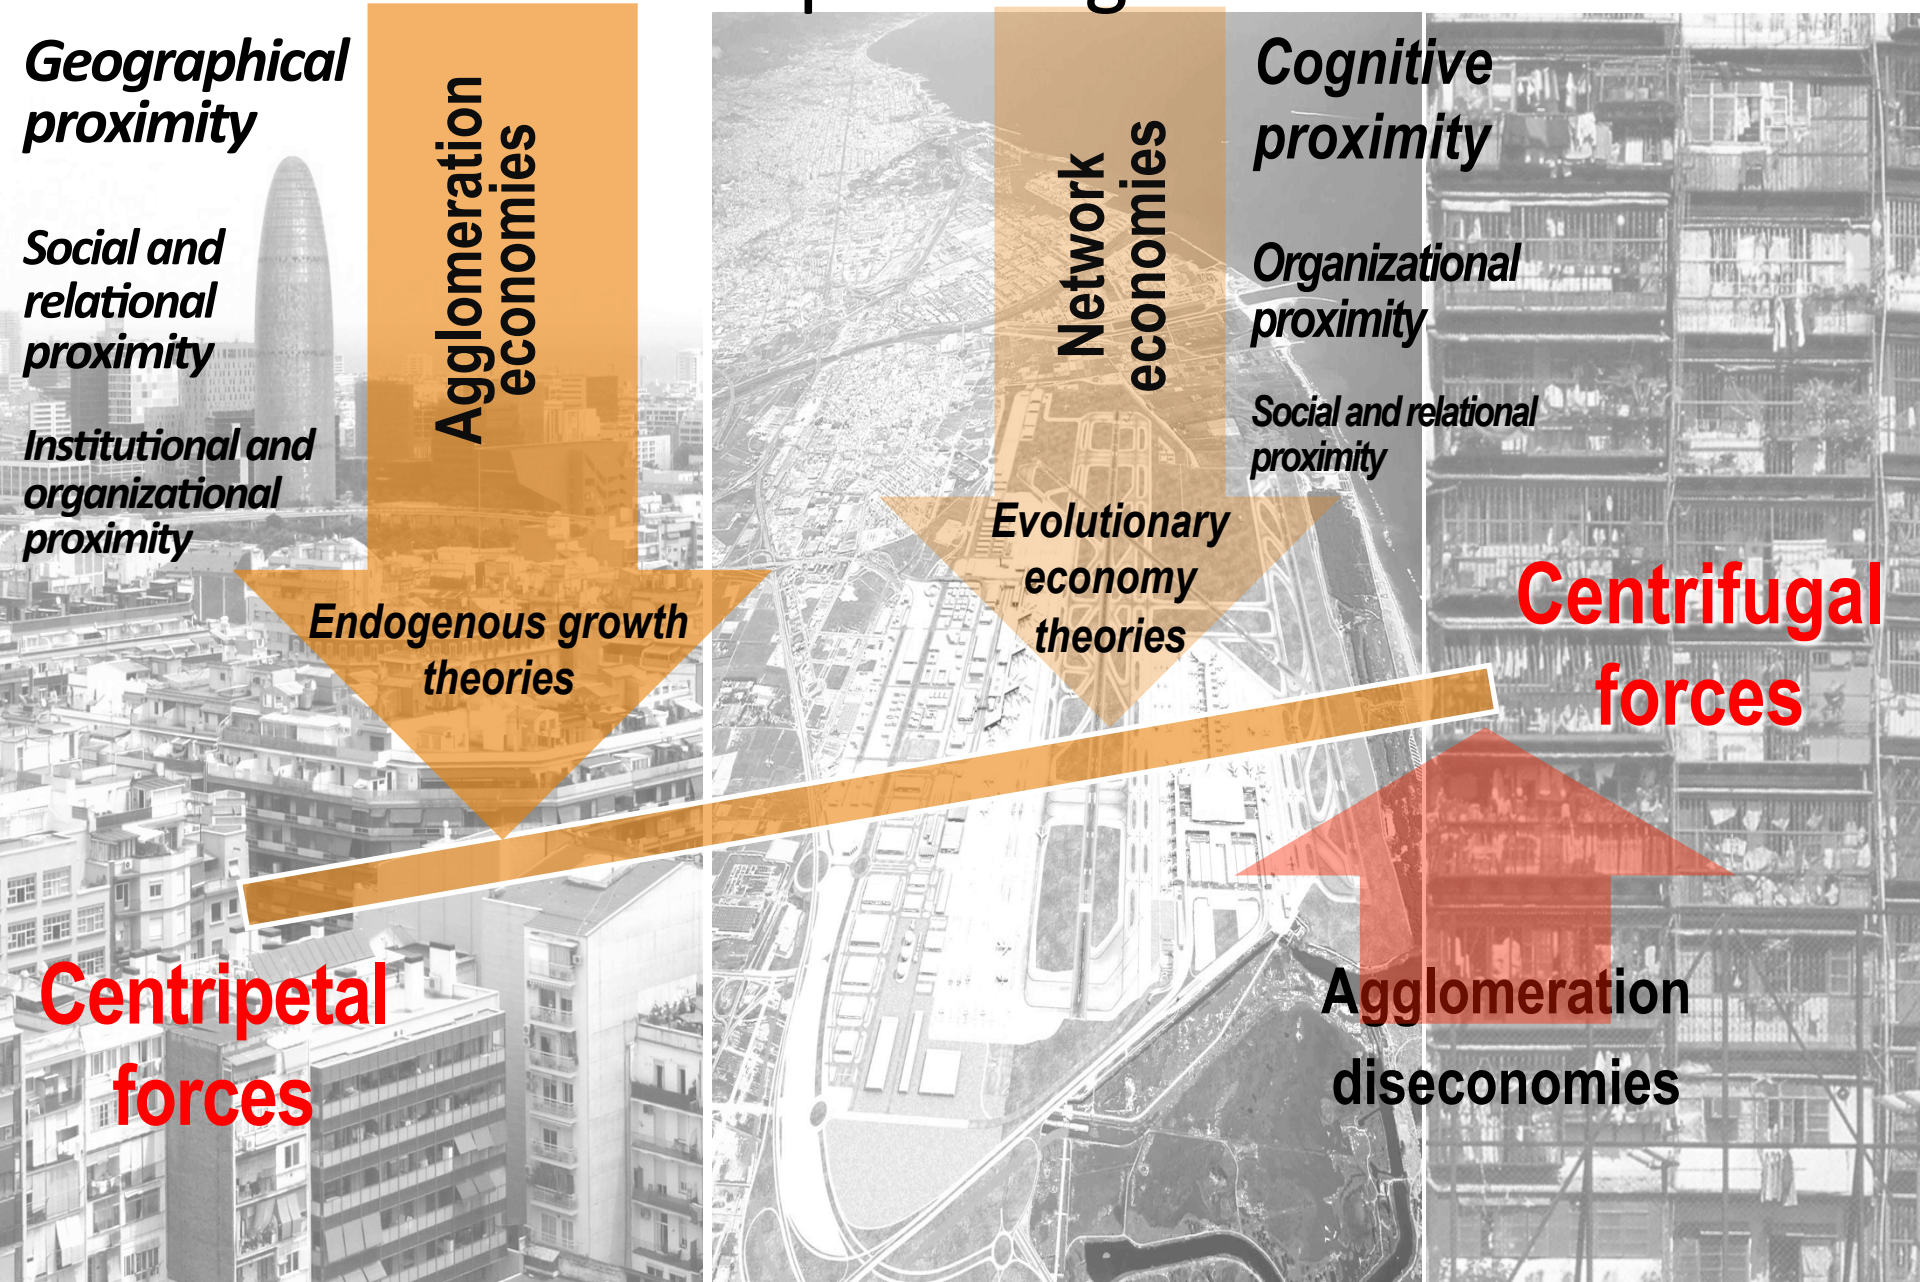 Geographical
proximity
Social and
relational
proximity
Institutional and
organizational
proximity
Agglomeration
economies
Endogenous growth
theories
Network
economies
Evolutionary
economy
theories
Cognitive
proximity
Organizational
proximity
Social and relational
proximity
Centrifugal
forces
Centripetal
forces
Agglomeration
diseconomies